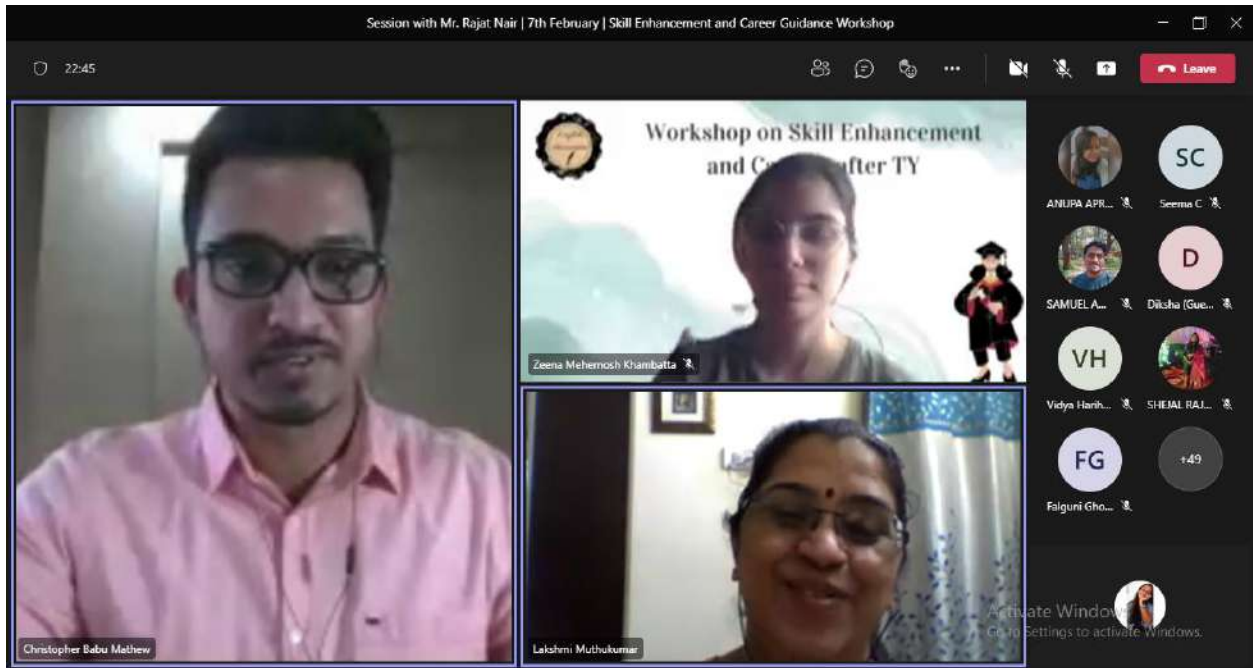 Session with Mr. Rajat Nair | 7th February | Skill Enhancement and Career Guidance Workshop
22:45
Leave
Workshop on Skill Enhancement
and C after TY
Zeena Mehernosh Khambatta
Christopher Babu Mathew
Lakshmi Muthukumar
ANUPA APR...
SC
Seema C
SAMUEL A...
D
Diksha (Gue...
VH
Vidya Harih...
SHEJAL RAJ...
FG
Falguni Gho...
+49
Activate Windows
Go to Settings to activate Windows.